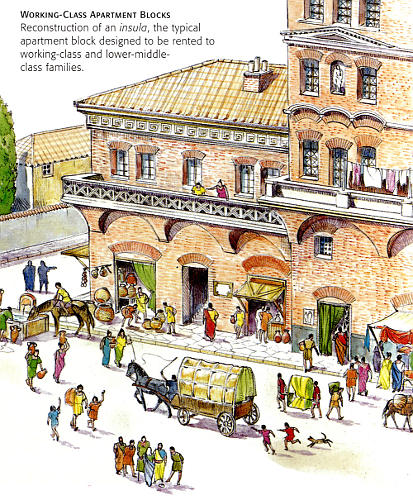 WORKING-CLASS APARTMENT BLOCKS
Reconstruction of an insula, the typical
apartment block designed to be rented to
working-class and lower-middle-
class families.